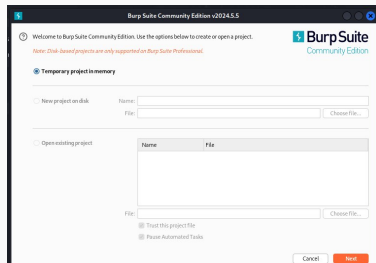 Burp Suite Community Edition v2024.5.5
Welcome to Burp Suite Community Edition. Use the options below to create or open a project.
Note: Disk-based projects are only supported on Burp Suite Professional.
Burp Suite
Community Edition
Temporary project in memory
New project on disk
Name:
File:
Choose file...
Open existing project
Name File
File:
Choose file...
Trust this project file
Pause Automated Tasks
Cancel Next